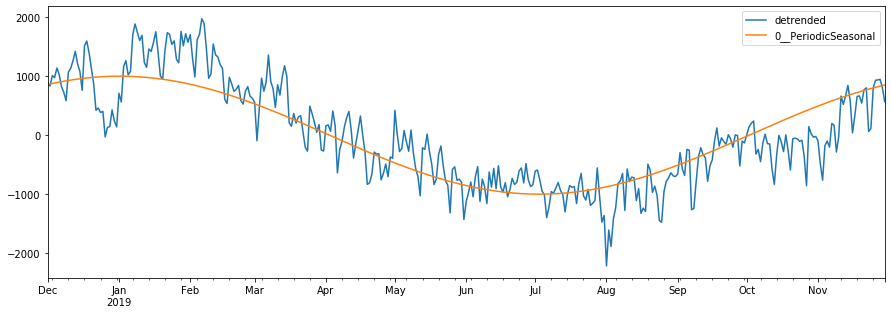 2000
1000
0
−1000
−2000
detrended
0__PeriodicSeasonal
Dec Jan Feb Mar Apr May Jun Jul Aug Sep Oct Nov
2019